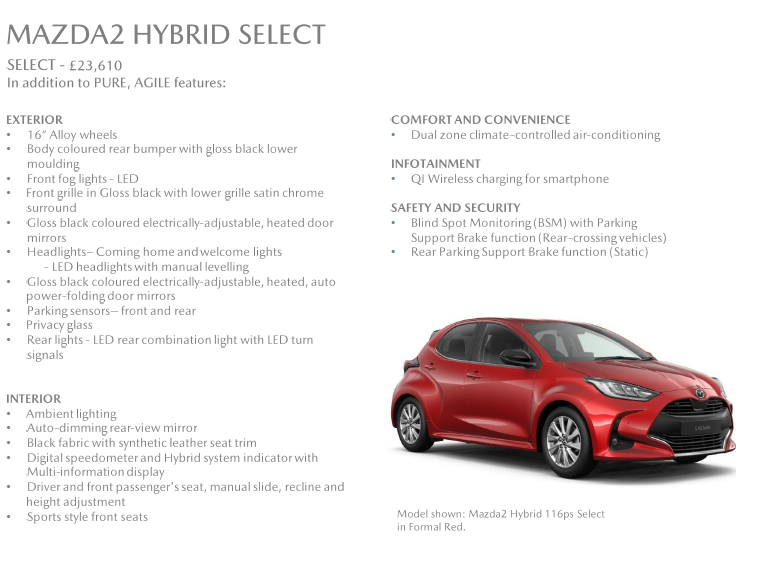 MAZDA2 HYBRID SELECT
SELECT - £23,610
In addition to PURE, AGILE features:
EXTERIOR
• 16” Alloy wheels
• Body coloured rear bumper with gloss black lower
moulding
• Front fog lights - LED
• Front grille in Gloss black with lower grille satin chrome
surround
• Gloss black coloured electrically-adjustable, heated door
mirrors
• Headlights– Coming home and welcome lights
- LED headlights with manual levelling
• Gloss black coloured electrically-adjustable, heated, auto
power-folding door mirrors
• Parking sensors– front and rear
• Privacy glass
• Rear lights - LED rear combination light with LED turn
signals
INTERIOR
• Ambient lighting
• Auto-dimming rear-view mirror
• Black fabric with synthetic leather seat trim
• Digital speedometer and Hybrid system indicator with
Multi-information display
• Driver and front passenger's seat, manual slide, recline and
height adjustment
• Sports style front seats
COMFORT AND CONVENIENCE
• Dual zone climate-controlled air-conditioning
INFOTAINMENT
• QI Wireless charging for smartphone
SAFETY AND SECURITY
• Blind Spot Monitoring (BSM) with Parking
Support Brake function (Rear-crossing vehicles)
• Rear Parking Support Brake function (Static)
Model shown: Mazda2 Hybrid 116ps Select
in Formal Red.